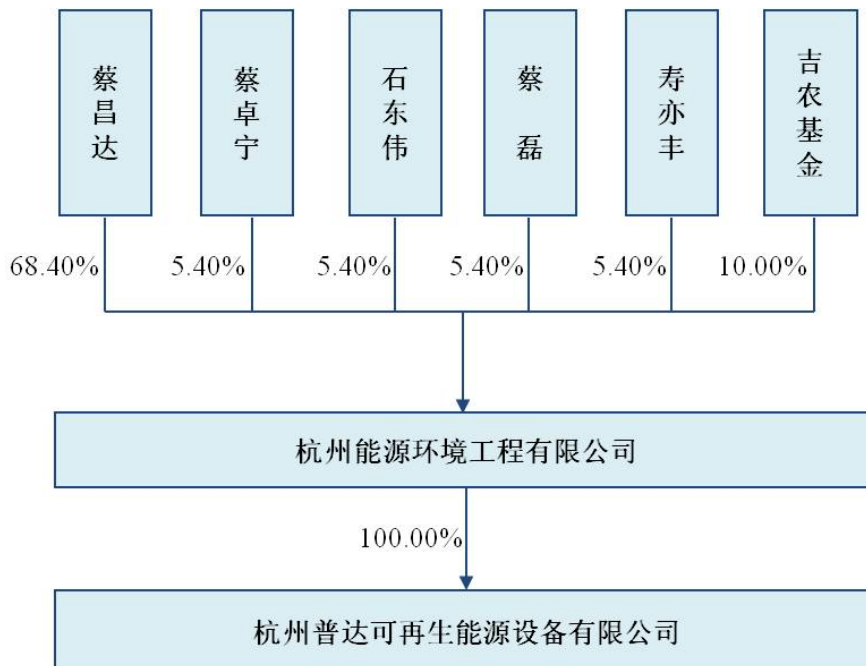 蔡昌达
蔡卓宁
石东伟
蔡 磊
寿亦丰
吉农基金
68.40%
5.40%
5.40%
5.40%
5.40%
10.00%
杭州能源环境工程有限公司
100.00%
杭州普达可再生能源设备有限公司